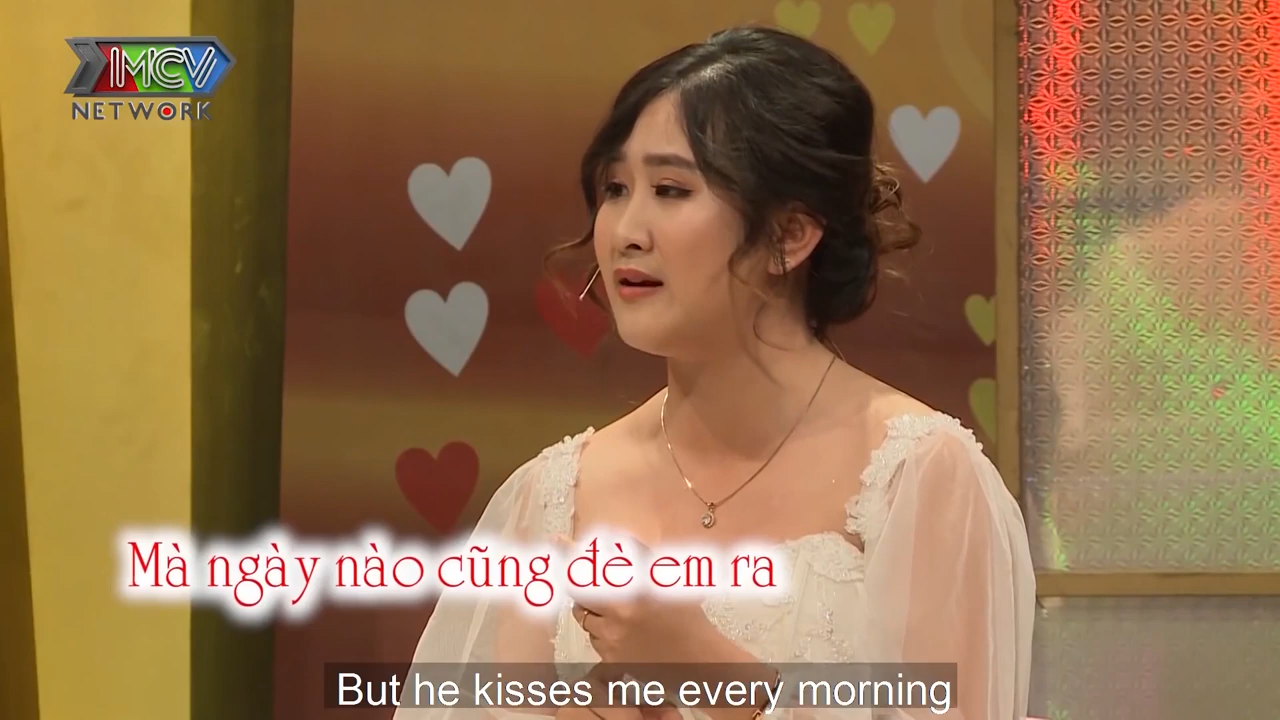 MCV
NETWORK
Mà ngày nào cũng đè em ra
But he kisses me every morning